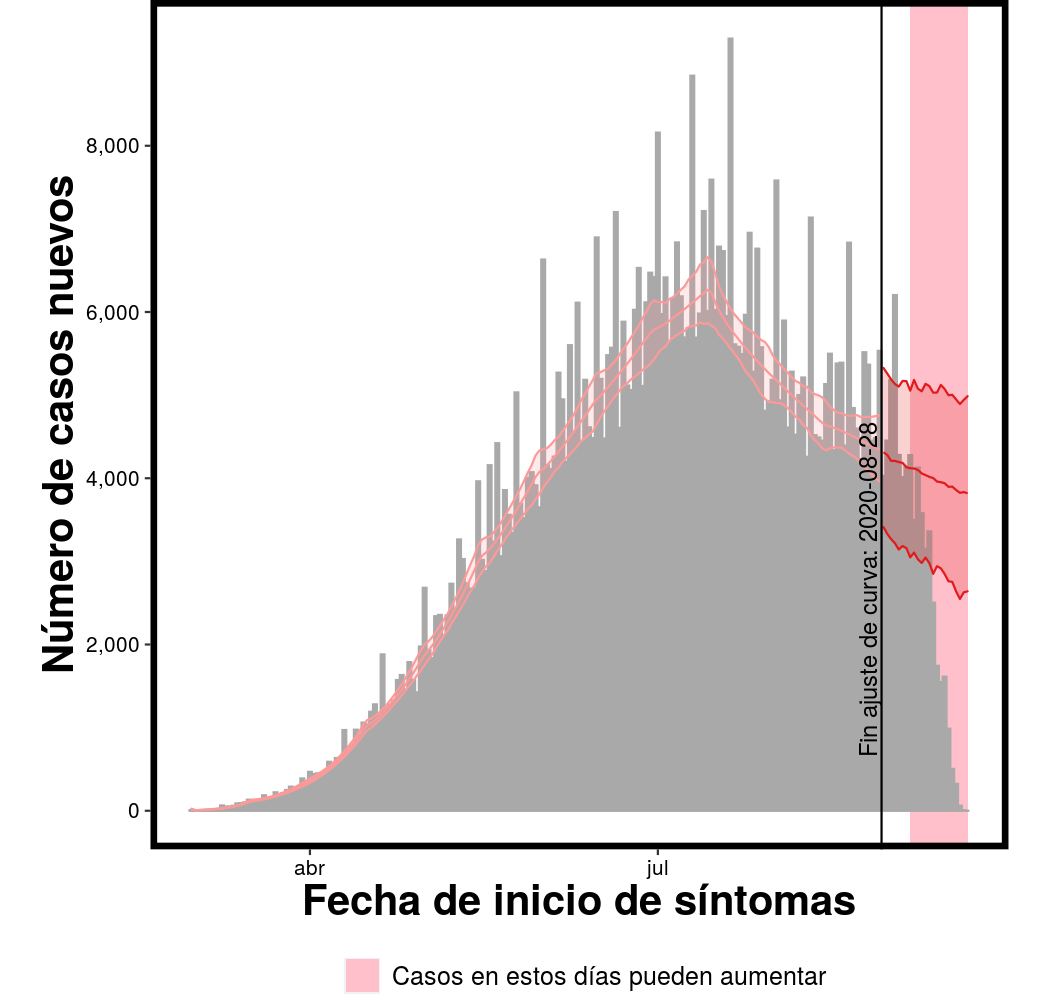 Número de casos nuevos
8,000
6,000
4,000
2,000
0
Fin ajuste de curva: 2020-08-28
abr
jul
Fecha de inicio de síntomas
Casos en estos días pueden aumentar